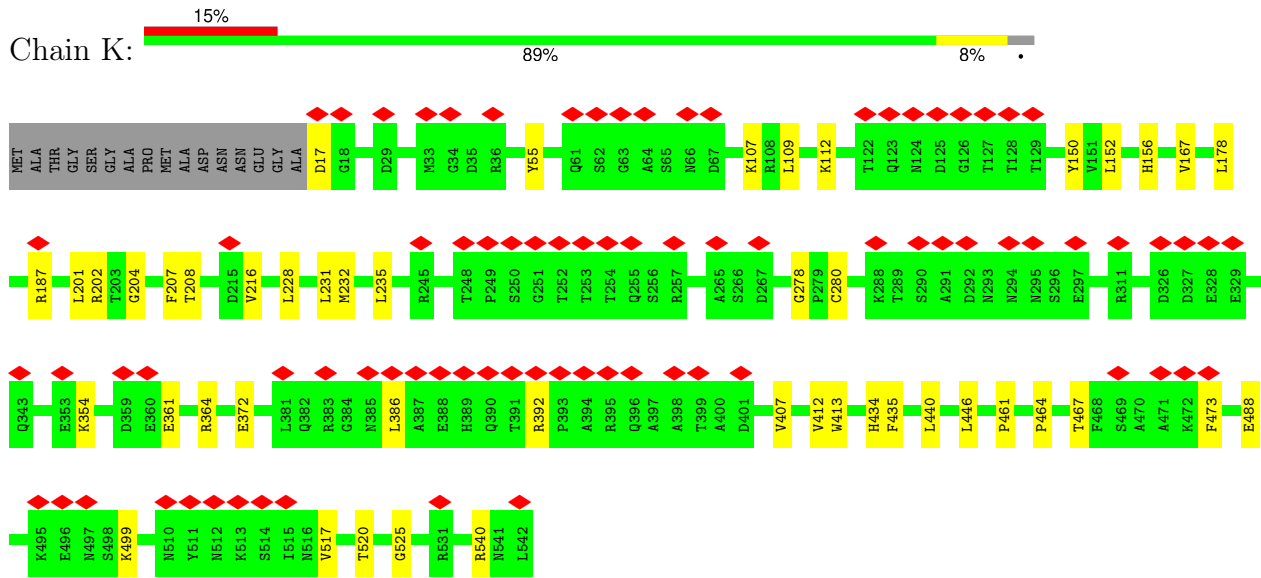 15%
Chain K:
89% 8% •
MET ALA THR GLY SER GLY GLY ALA PRO MET ALA ASP ASN ASN GLU GLY ALA D17 G18 D29 M33 G34 D35 R36 Y55 Q61 S62 G63 A64 S65 N66 D67 K107 R108 L109 K112 T122 Q123 N124 D125 G126 T127 T128 T129 Y150 V151 L152 H156 V167 L178
R187 L201 R202 T203 G204 F207 T208 D215 V216 L228 L231 M232 L235 R245 T248 P249 S250 G251 T252 T253 T254 Q255 S256 R257 A265 S266 D267 G278 P279 C280 K288 T289 S290 A291 D292 N293 N294 N295 S296 E297 R311 D326 D327 E328 E329
Q343 E353 K354 D359 E360 E361 R364 E372 L381 Q382 R383 G384 N385 L386 A387 E388 H389 Q390 T391 R392 P393 A394 R395 Q396 A397 A398 T399 A400 D401 V407 V412 W413 H434 F435 L440 L446 P461 P464 T467 F468 S469 A470 A471 K472 F473 E488
K495 E496 N497 S498 K499 N510 Y511 N512 K513 S514 I515 N516 V517 T520 G525 R531 R540 N541 L542